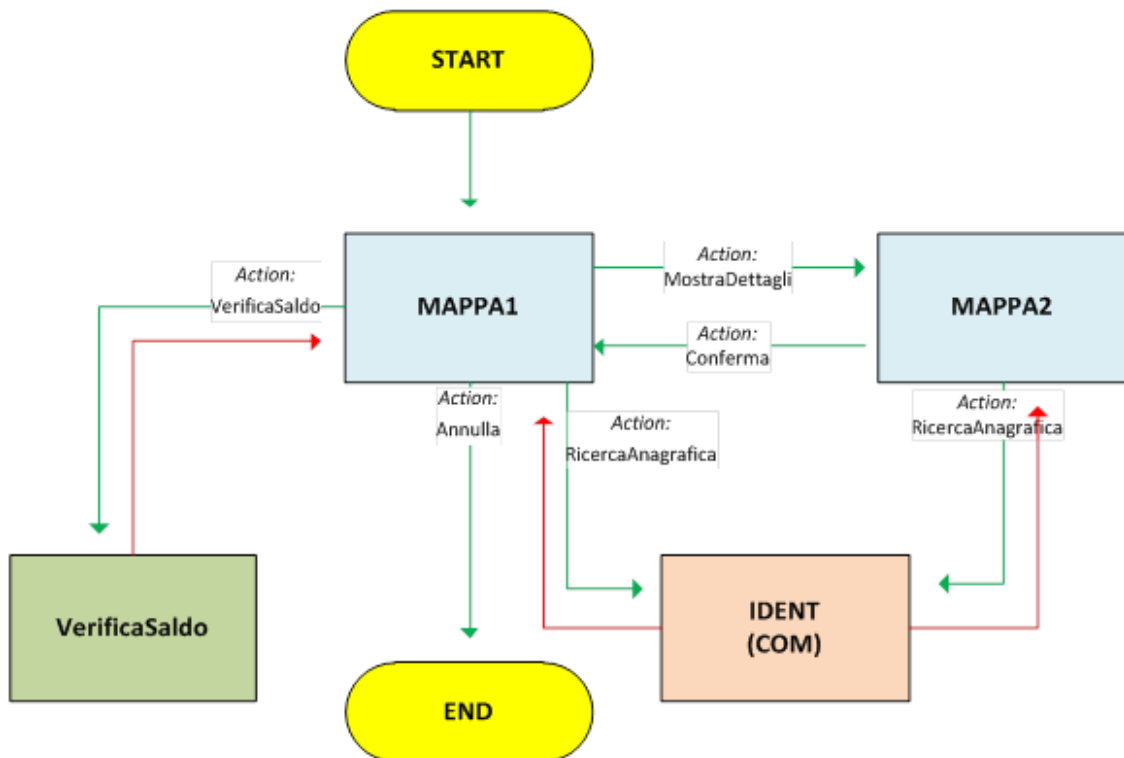 START
Action:
VerificaSaldo
MAPPA1
Action:
MostraDettagli
MAPPA2
Action:
Conferma
Action:
Annulla
Action:
RicercaAnagrafica
Action:
RicercaAnagrafica
VerificaSaldo
IDENT
(COM)
END